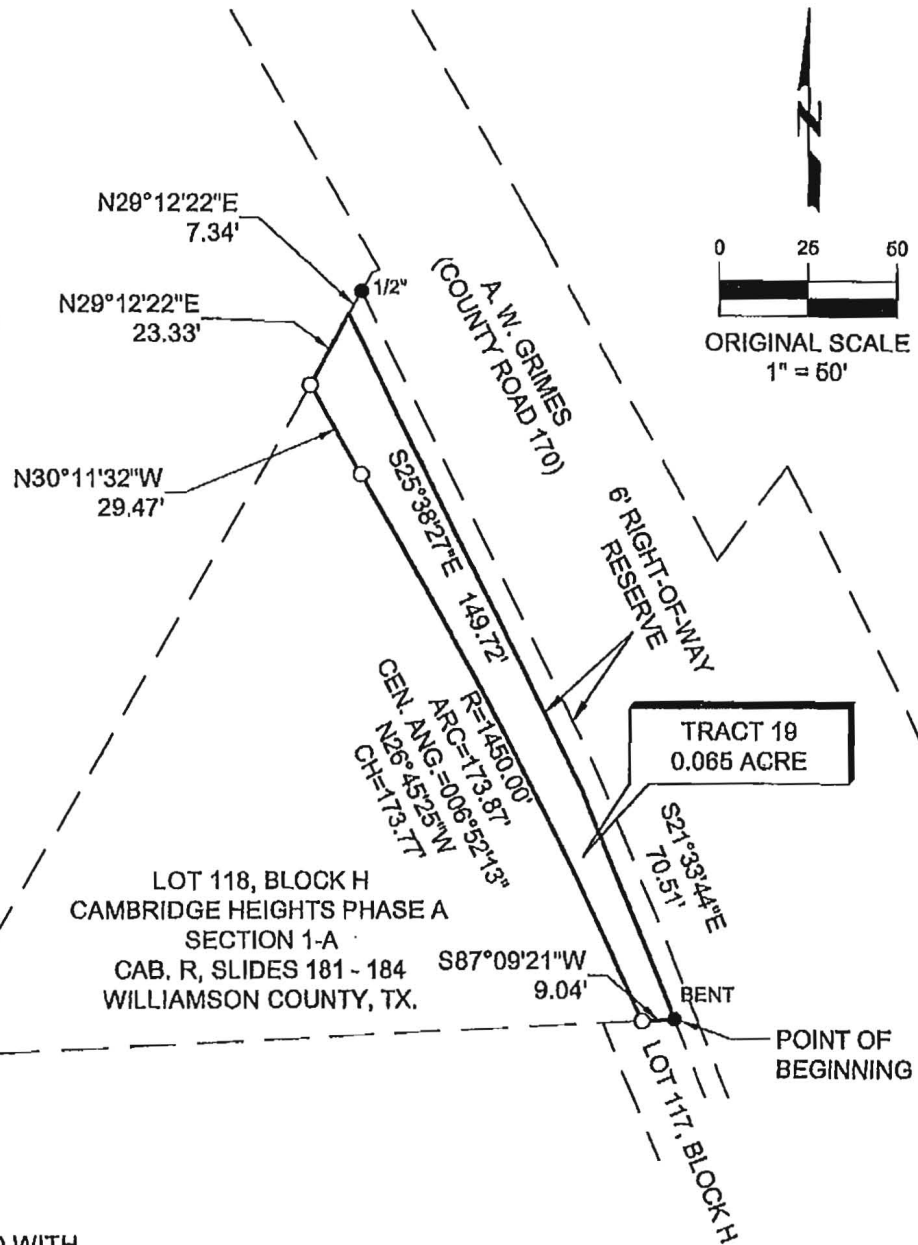 N29°12'22"E
7.34'
N29°12'22"E
23.33'
1/2"
N
0 25 50
ORIGINAL SCALE
1" = 50'
A. W. GRIMES
(COUNTY ROAD 170)
N30°11'32"W
29.47'
S25°38'27"E 149.72'
6' RIGHT-OF-WAY
RESERVE
R=1450.00'
ARC=173.87'
CEN. ANG.=006°52'13"
N26°45'25"W
CH=173.77'
TRACT 19
0.065 ACRE
S21°33'44"E
70.51'
LOT 118, BLOCK H
CAMBRIDGE HEIGHTS PHASE A
SECTION 1-A
CAB. R, SLIDES 181 - 184
WILLIAMSON COUNTY, TX.
S87°09'21"W
9.04'
BENT
POINT OF
BEGINNING
LOT 117, BLOCK H
WITH